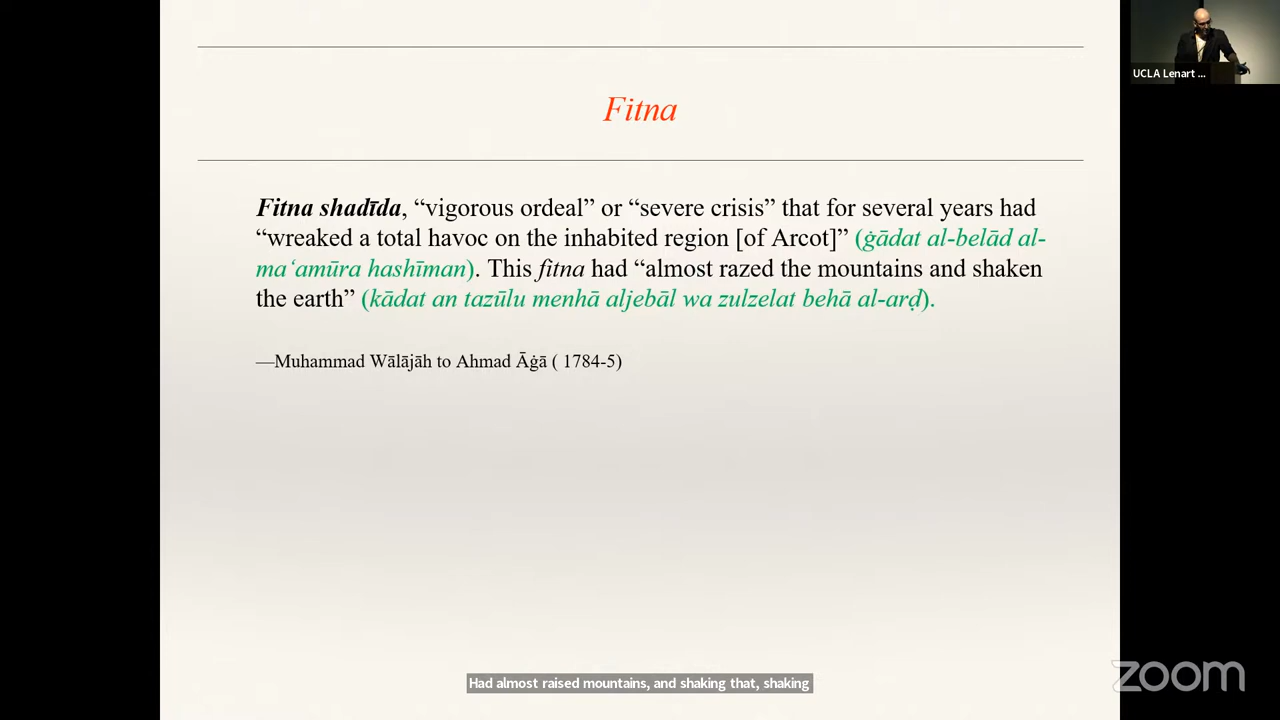 UCLA Lenart ...
Fitna
Fitna shadīda, “vigorous ordeal” or “severe crisis” that for several years had
“wreaked a total havoc on the inhabited region [of Arcot]” (ġādat al-belād al-
ma‘amūra hashīman). This fitna had “almost razed the mountains and shaken
the earth” (kādat an tazūlu menhā aljebāl wa zulzelat behā al-arḍ).
—Muhammad Wālājāh to Ahmad Āġā ( 1784-5)
Had almost raised mountains, and shaking that, shaking
zoom